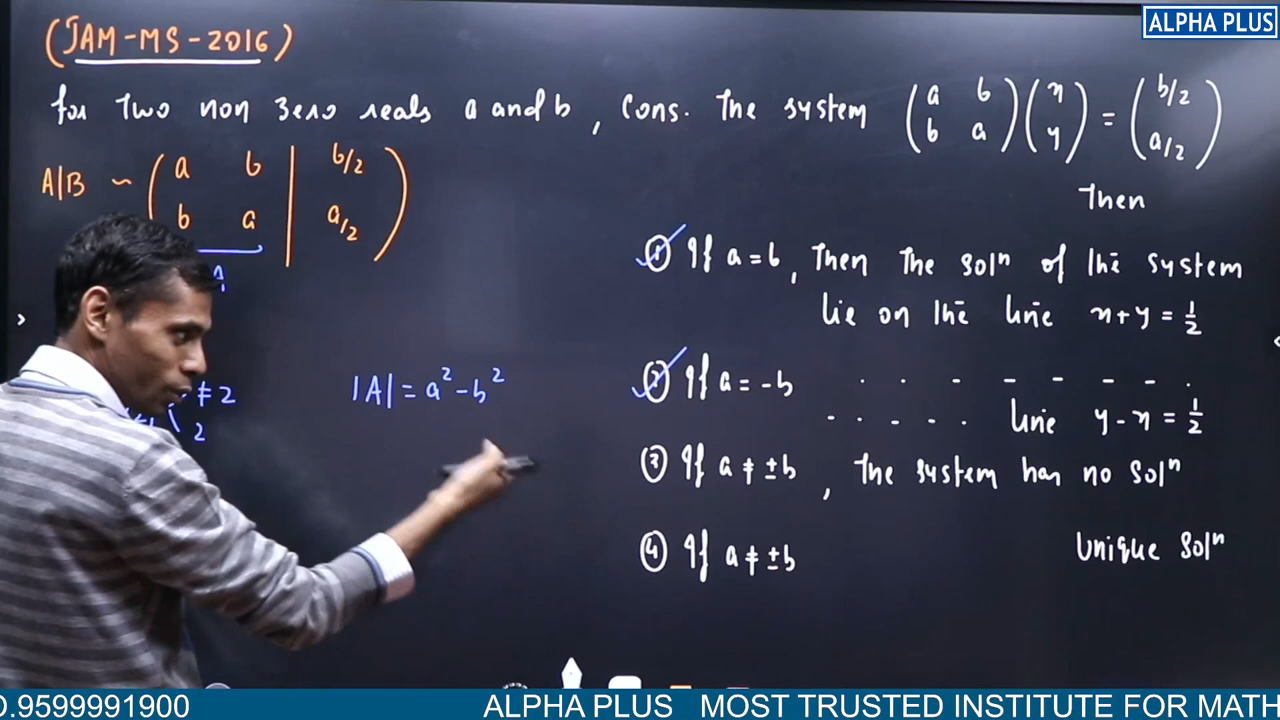 ALPHA PLUS
(JAM-MS-2016)
for Two non zero reals a and b, cons. The system (a b b a)(x y) = (b/2 a/2)
Then
A|B ~ (a b | b/2
b a | a/2)
A
① If a = b, Then the solⁿ of the system
lie on the line x + y = 1/2
② If a = -b . . - - - - - .
. . . - . line y - x = 1/2
③ If a ≠ ±b, the system has no solⁿ
④ If a ≠ ±b Unique solⁿ
≠ 2
2
|A| = a² - b²
O.9599991900 ALPHA PLUS MOST TRUSTED INSTITUTE FOR MATH